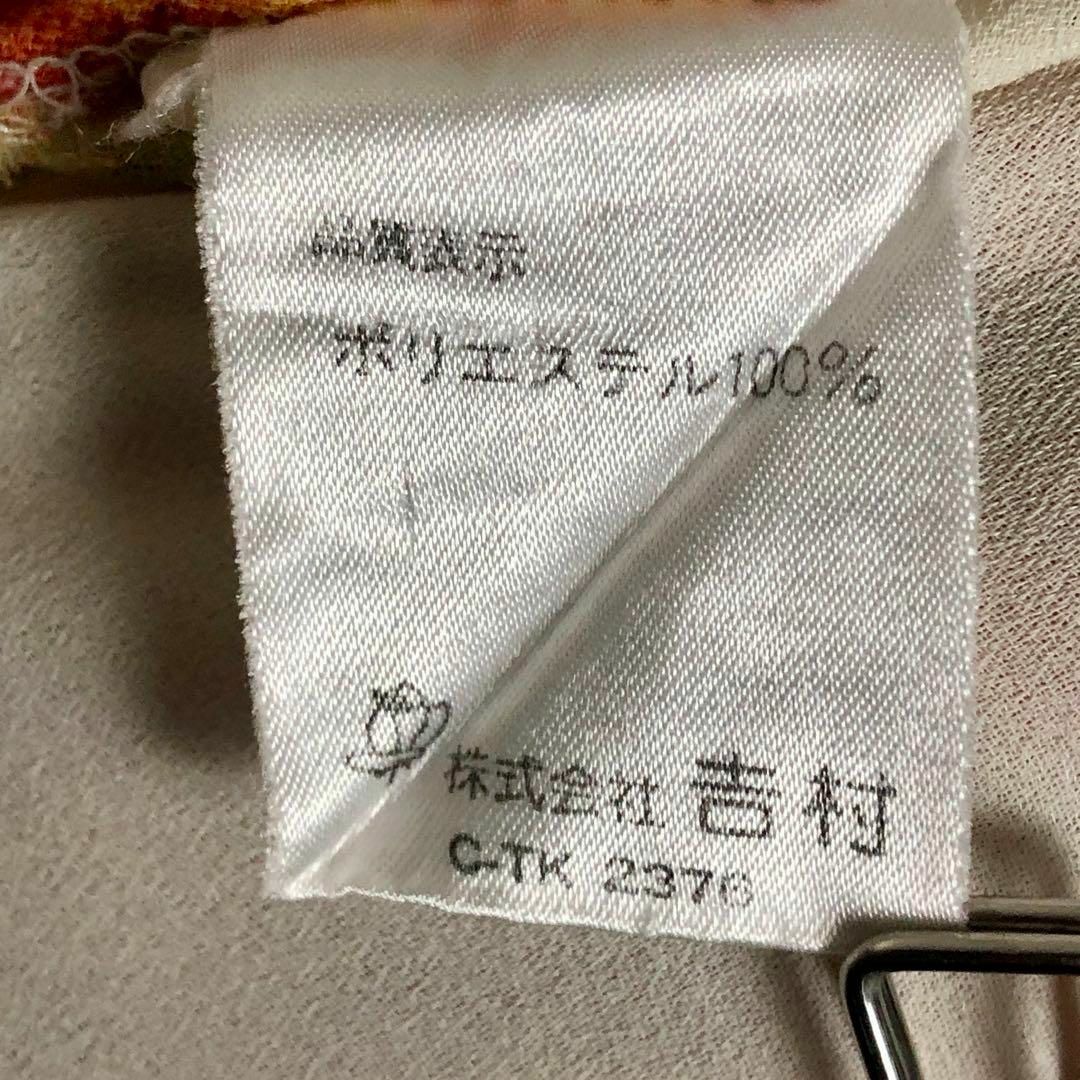 品質表示
ポリエステル100%
株式会社 吉村
C-TK 2376